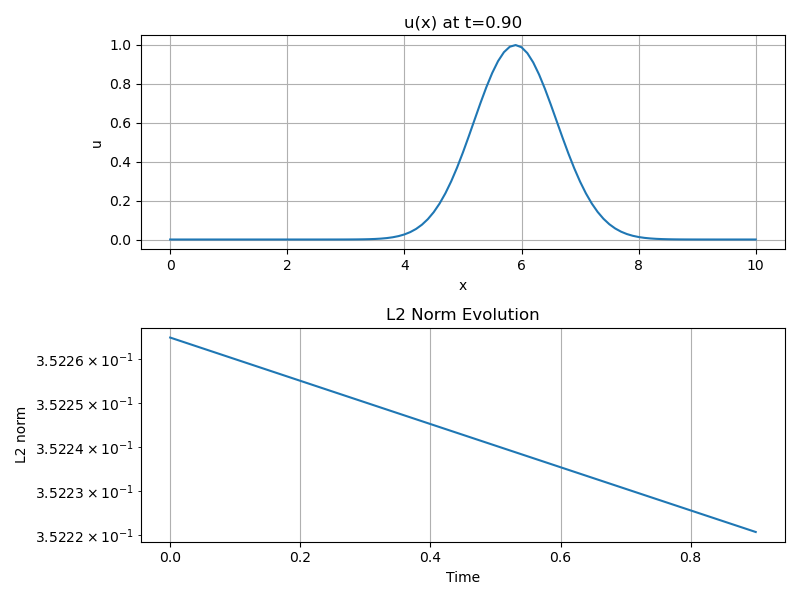 u(x) at t=0.90
1.0
0.8
0.6
0.4
0.2
0.0
u
0 2 4 6 8 10
x
L2 Norm Evolution
3.5226 × 10⁻¹
3.5225 × 10⁻¹
3.5224 × 10⁻¹
3.5223 × 10⁻¹
3.5222 × 10⁻¹
L2 norm
0.0 0.2 0.4 0.6 0.8
Time